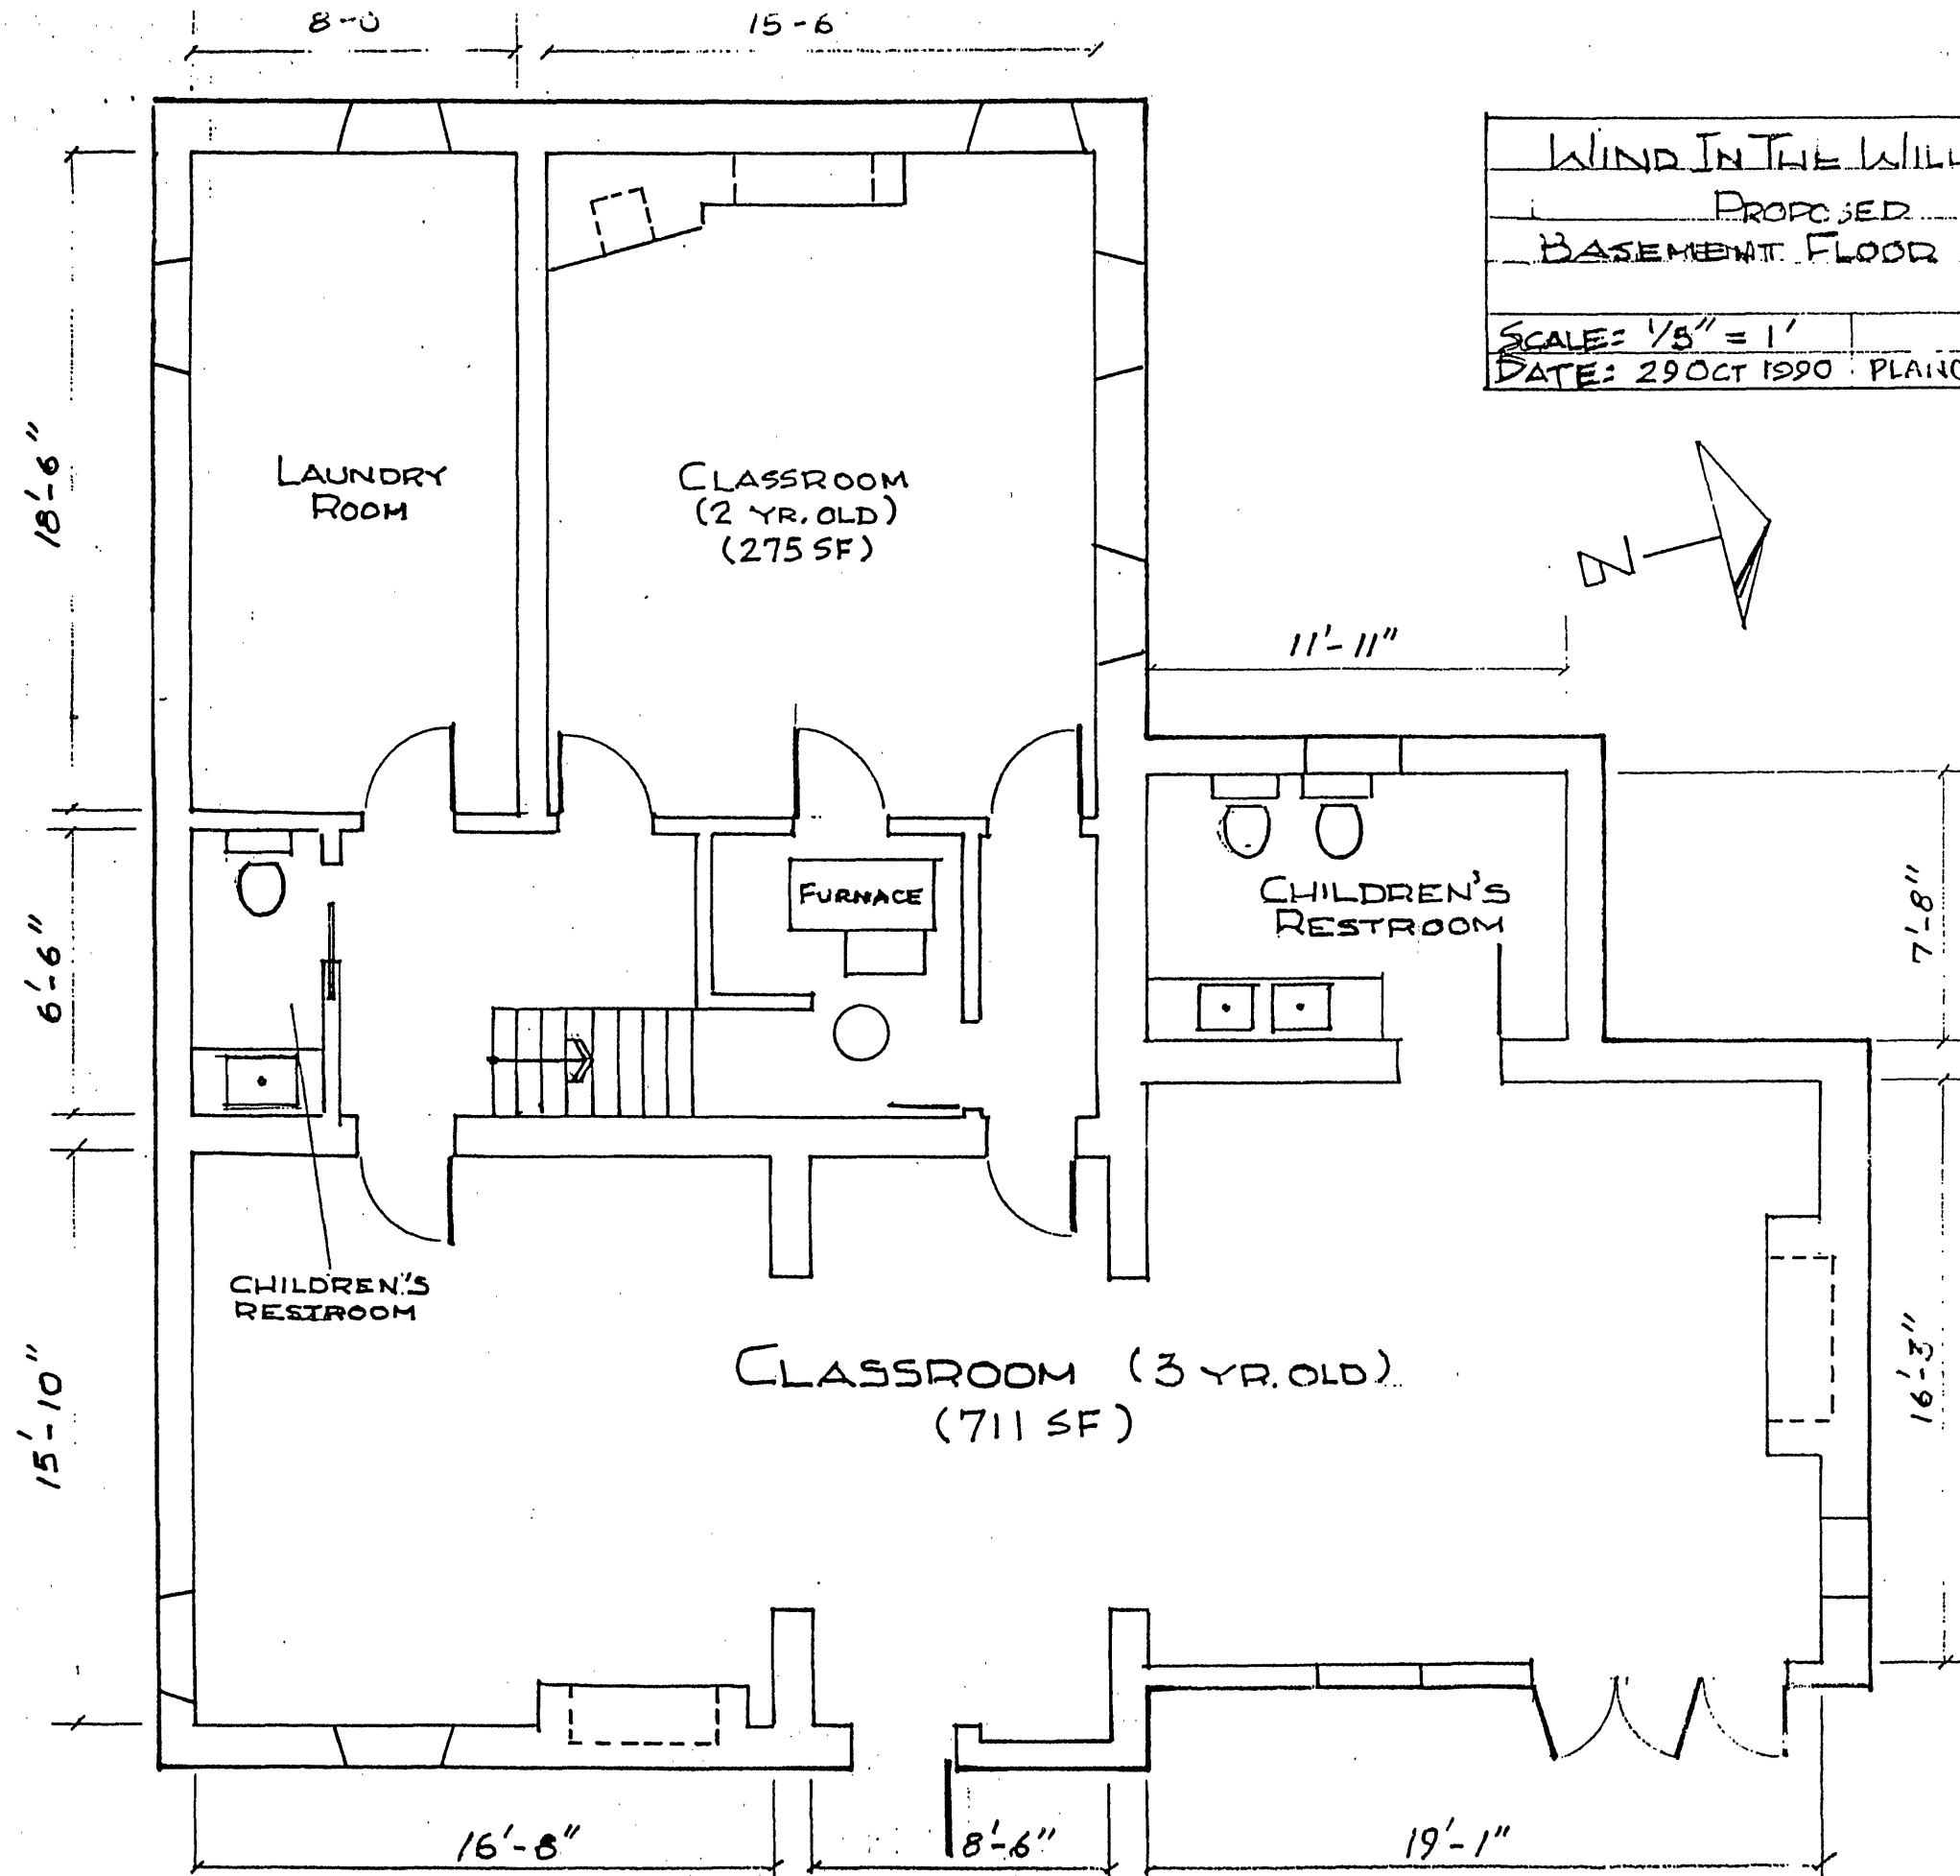 8-0
15-6
WIND IN THE WILL
PROPOSED
BASEMENT FLOOR
SCALE: 1/5" = 1'
DATE: 29 OCT 1990 PLANO
18'-6"
LAUNDRY
ROOM
CLASSROOM
(2 YR. OLD)
(275 SF)
N
11'-11"
6'-6"
FURNACE
CHILDREN'S
RESTROOM
7'-8"
CHILDREN'S
RESTROOM
15'-10"
CLASSROOM (3 YR. OLD)
(711 SF)
16'-3"
16'-8"
8'-6"
19'-1"